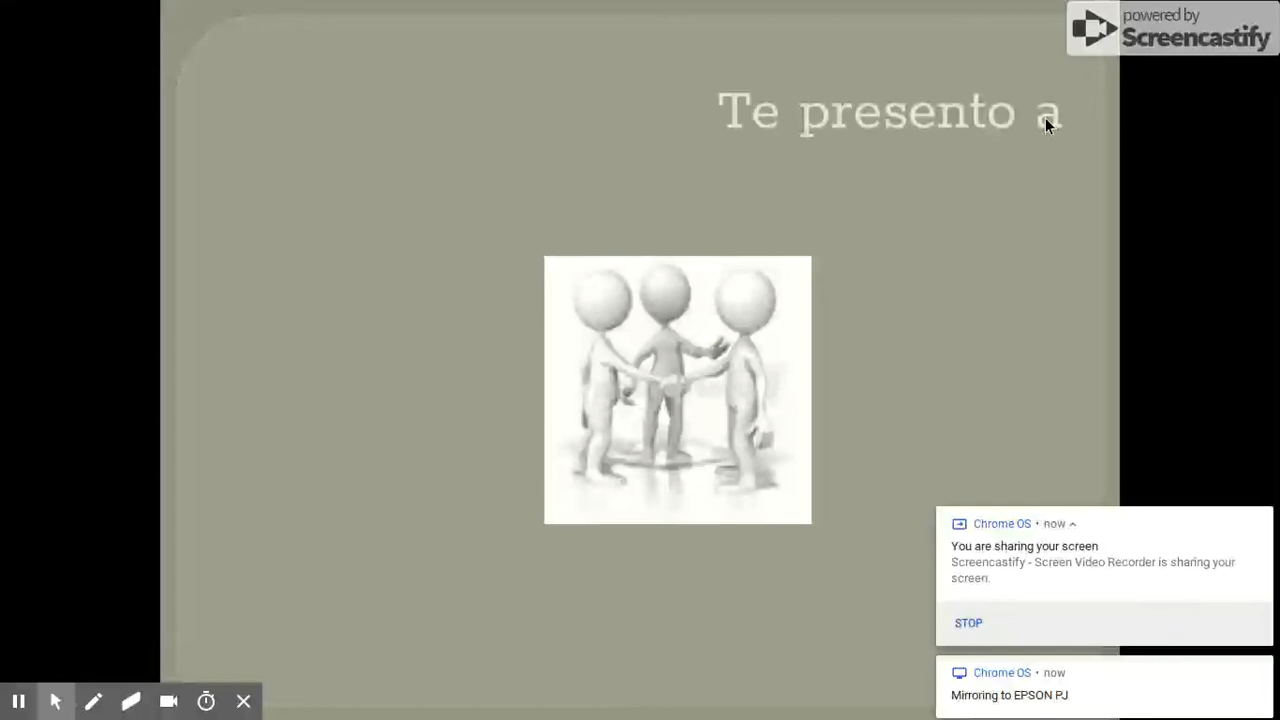 powered by
Screencastify
Te presento a
Chrome OS • now
You are sharing your screen
Screencastify - Screen Video Recorder is sharing your
screen.
STOP
Chrome OS • now
Mirroring to EPSON PJ